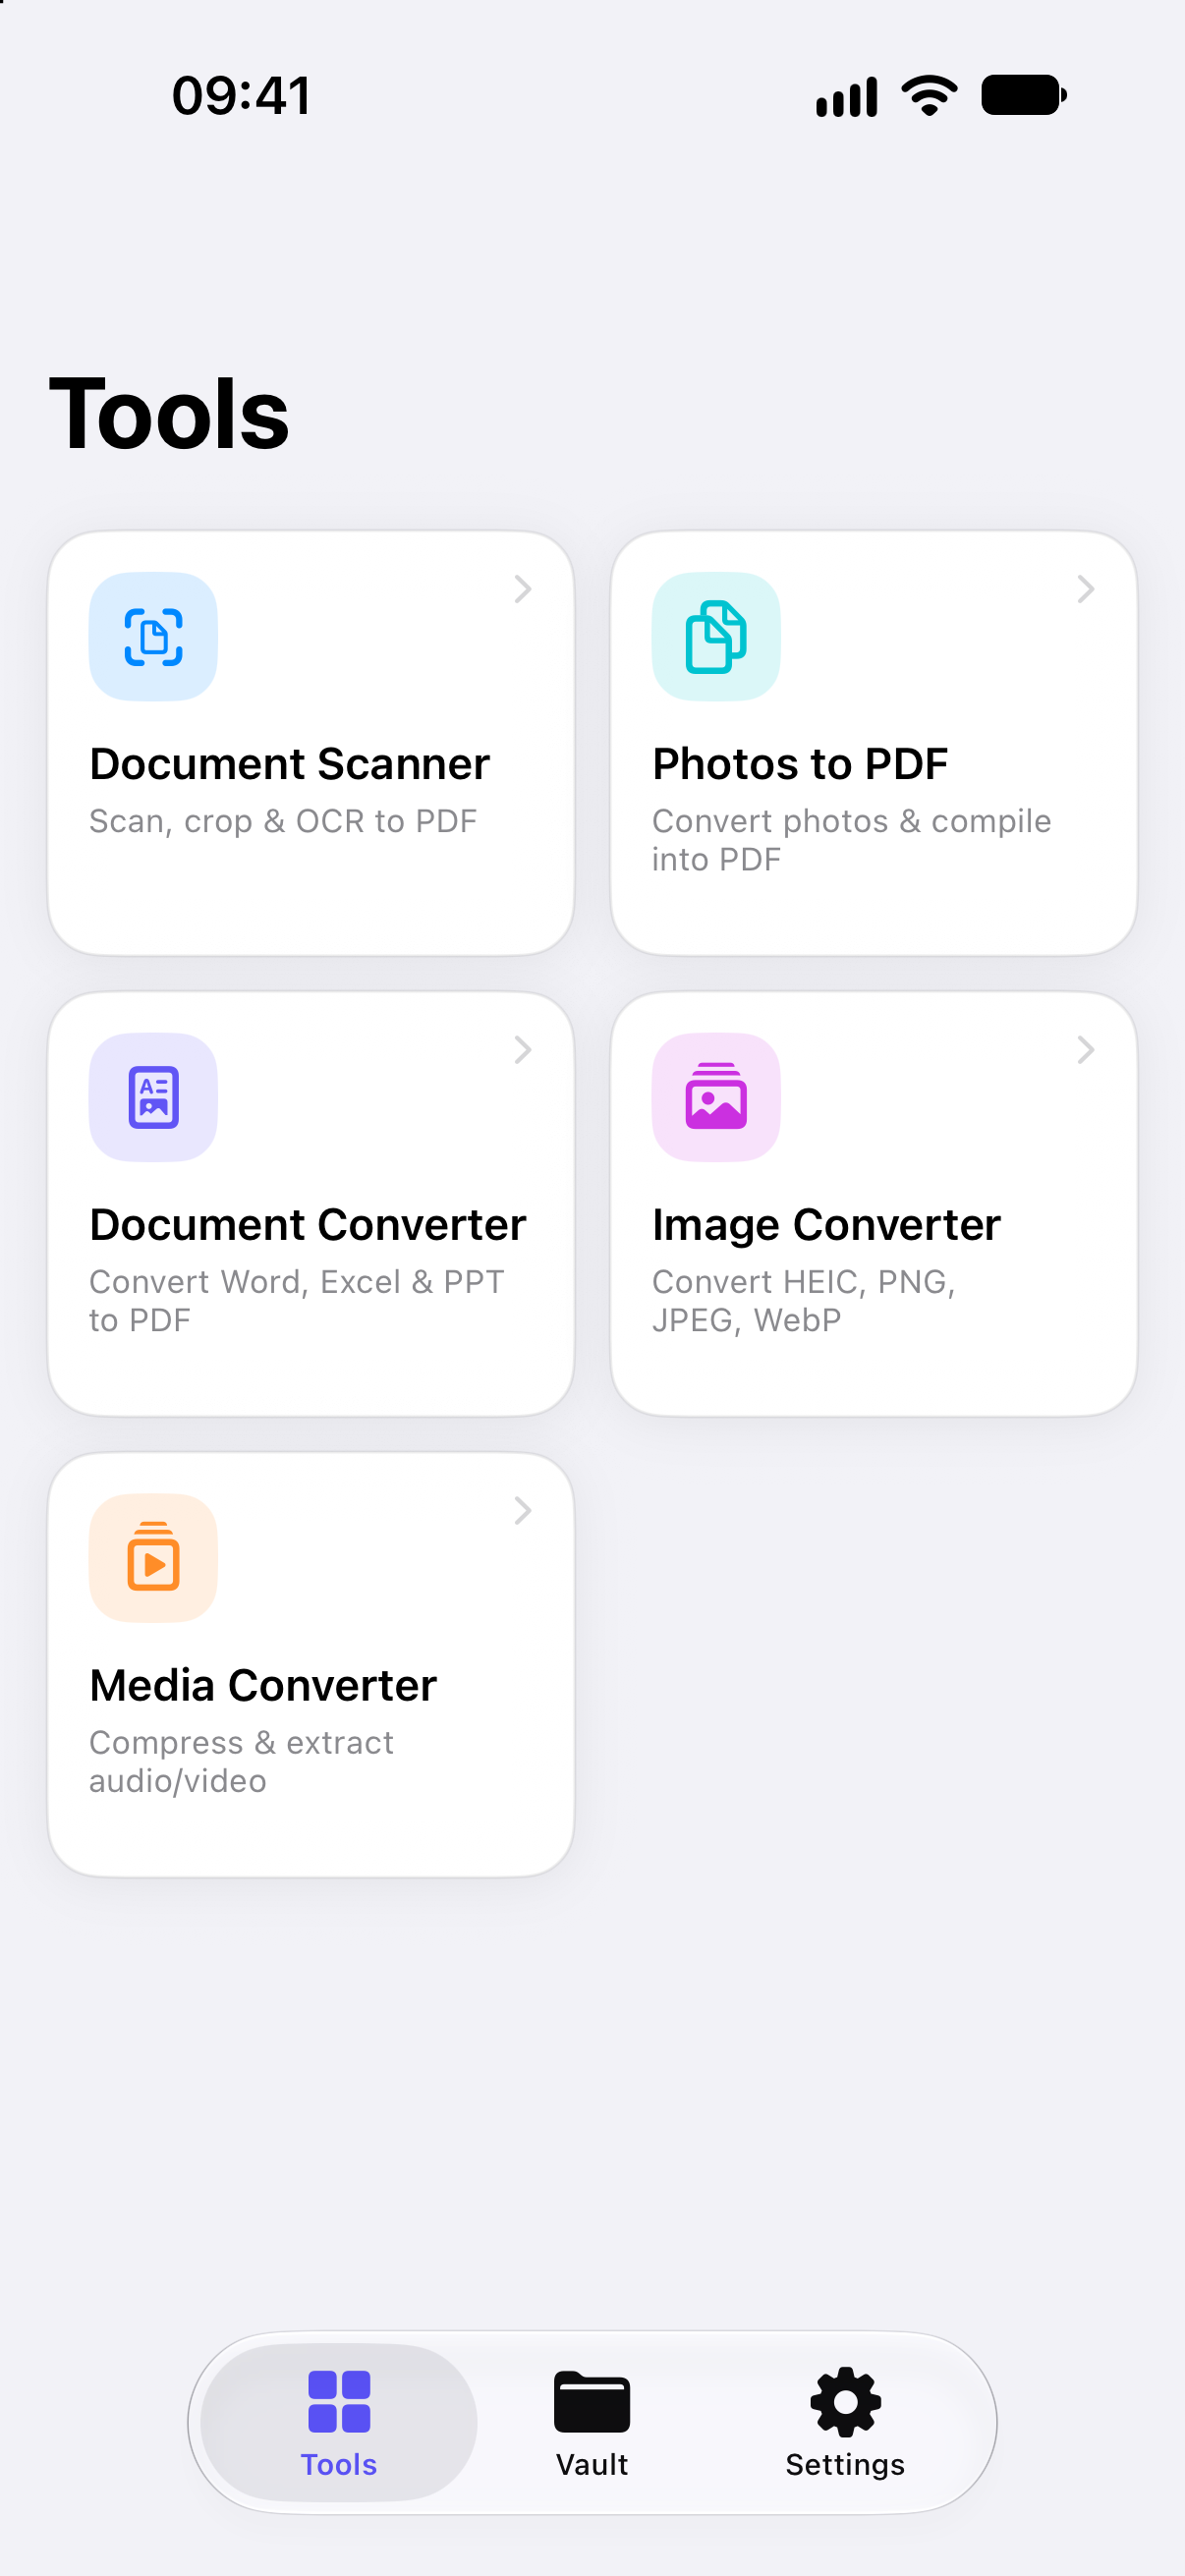 09:41
Tools
Document Scanner
Scan, crop & OCR to PDF
Photos to PDF
Convert photos & compile
into PDF
Document Converter
Convert Word, Excel & PPT
to PDF
Image Converter
Convert HEIC, PNG,
JPEG, WebP
Media Converter
Compress & extract
audio/video
Tools
Vault
Settings